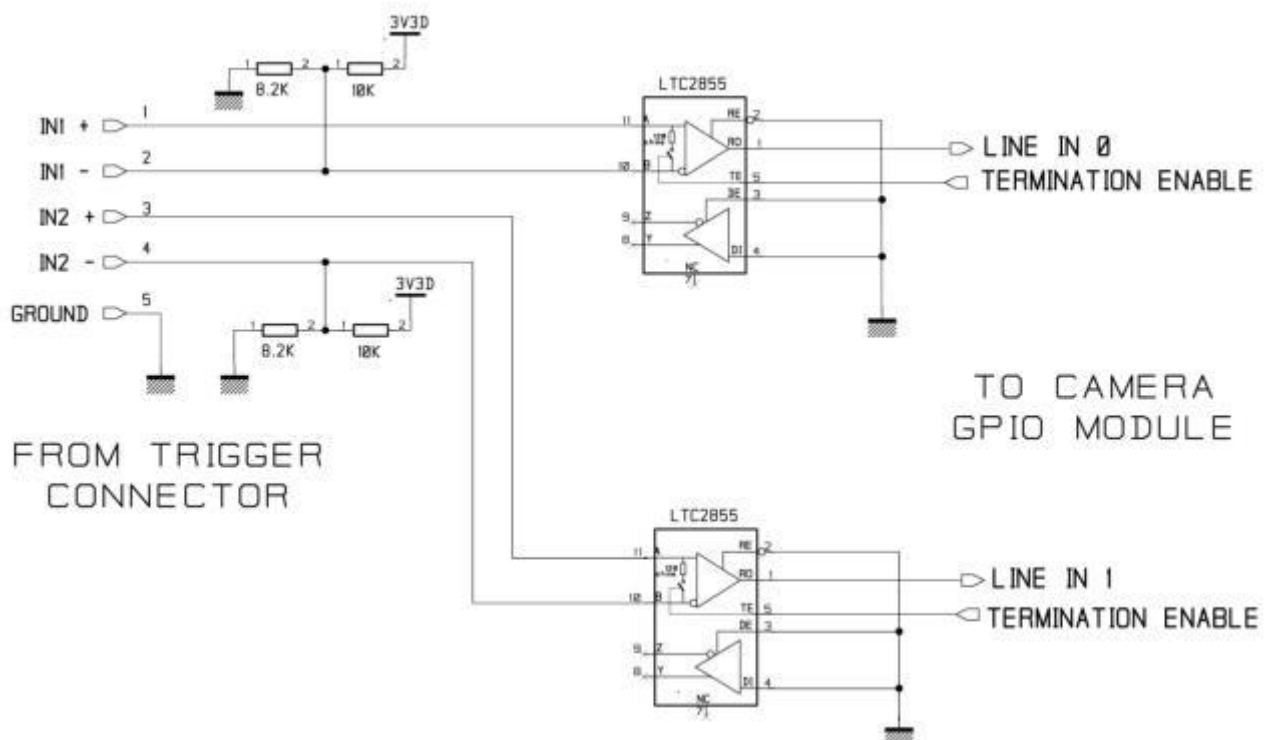 3V3D
1 2 1 2
8.2K 10K
LTC2855
IN1 + 1
11 A RE 2
RO 1 LINE IN 0
IN1 - 2
10 B
TE 5 TERMINATION ENABLE
IN2 + 3
DE 3
9 Z
8 Y
IN2 - 4
DI 4
NC
7
3V3D
GROUND 5
1 2 1 2
8.2K 10K
TO CAMERA
GPIO MODULE
FROM TRIGGER
CONNECTOR
LTC2855
11 A RE 2
RO 1 LINE IN 1
10 B
TE 5 TERMINATION ENABLE
DE 3
9 Z
8 Y
DI 4
NC
7